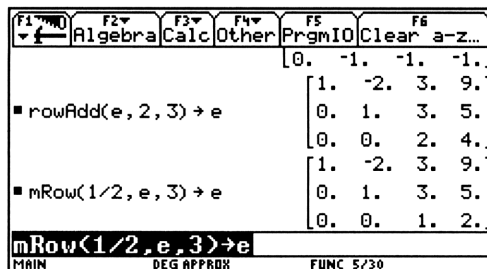 F1 F2 F3 F4 F5 F6
Algebra Calc Other PrgmIO Clear a-z…
[0. -1. -1. -1.]
[1. -2. 3. 9.]
▪ rowAdd(e, 2, 3) → e [0. 1. 3. 5.]
[0. 0. 2. 4.]
[1. -2. 3. 9.]
▪ mRow(1/2, e, 3) → e [0. 1. 3. 5.]
[0. 0. 1. 2.]
mRow(1/2,e,3)→e
MAIN DEG APPROX FUNC 5/30